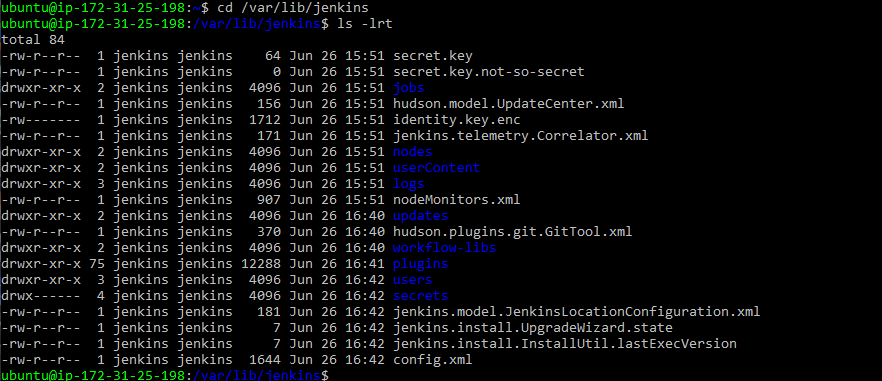 ubuntu@ip-172-31-25-198:~$ cd /var/lib/jenkins
ubuntu@ip-172-31-25-198:/var/lib/jenkins$ ls -lrt
total 84
-rw-r--r--  1 jenkins jenkins    64 Jun 26 15:51 secret.key
-rw-r--r--  1 jenkins jenkins     0 Jun 26 15:51 secret.key.not-so-secret
drwxr-xr-x  2 jenkins jenkins  4096 Jun 26 15:51 jobs
-rw-r--r--  1 jenkins jenkins   156 Jun 26 15:51 hudson.model.UpdateCenter.xml
-rw-------  1 jenkins jenkins  1712 Jun 26 15:51 identity.key.enc
-rw-r--r--  1 jenkins jenkins   171 Jun 26 15:51 jenkins.telemetry.Correlator.xml
drwxr-xr-x  2 jenkins jenkins  4096 Jun 26 15:51 nodes
drwxr-xr-x  2 jenkins jenkins  4096 Jun 26 15:51 userContent
drwxr-xr-x  3 jenkins jenkins  4096 Jun 26 15:51 logs
-rw-r--r--  1 jenkins jenkins   907 Jun 26 15:51 nodeMonitors.xml
drwxr-xr-x  2 jenkins jenkins  4096 Jun 26 16:40 updates
-rw-r--r--  1 jenkins jenkins   370 Jun 26 16:40 hudson.plugins.git.GitTool.xml
drwxr-xr-x  2 jenkins jenkins  4096 Jun 26 16:40 workflow-libs
drwxr-xr-x 75 jenkins jenkins 12288 Jun 26 16:41 plugins
drwxr-xr-x  3 jenkins jenkins  4096 Jun 26 16:42 users
drwx------  4 jenkins jenkins  4096 Jun 26 16:42 secrets
-rw-r--r--  1 jenkins jenkins   181 Jun 26 16:42 jenkins.model.JenkinsLocationConfiguration.xml
-rw-r--r--  1 jenkins jenkins     7 Jun 26 16:42 jenkins.install.UpgradeWizard.state
-rw-r--r--  1 jenkins jenkins     7 Jun 26 16:42 jenkins.install.InstallUtil.lastExecVersion
-rw-r--r--  1 jenkins jenkins  1644 Jun 26 16:42 config.xml
ubuntu@ip-172-31-25-198:/var/lib/jenkins$